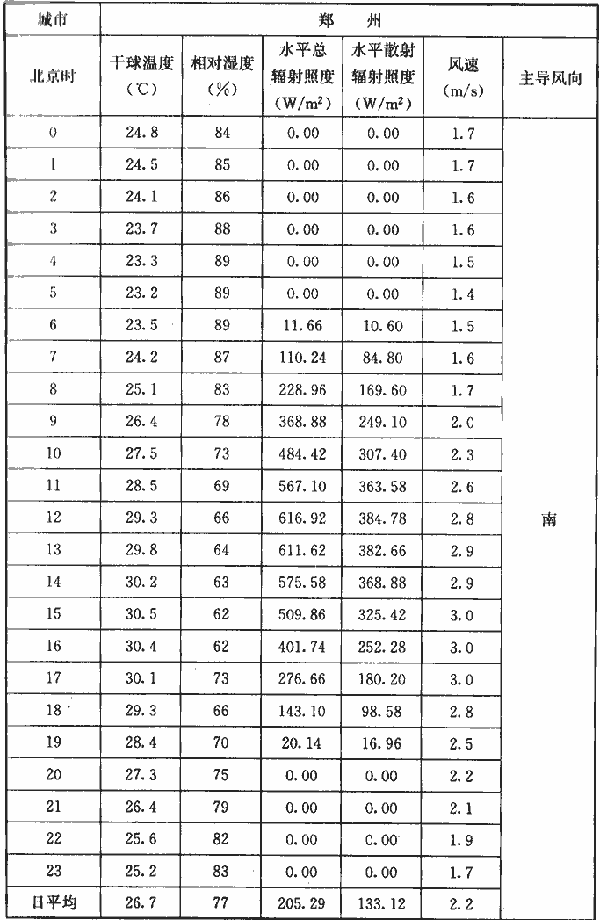 城市 郑 州
北京时 干球温度(℃) 相对湿度(%) 水平总辐射照度(W/m²) 水平散射辐射照度(W/m²) 风速(m/s) 主导风向
0 24.8 84 0.00 0.00 1.7
1 24.5 85 0.00 0.00 1.7
2 24.1 86 0.00 0.00 1.6
3 23.7 88 0.00 0.00 1.6
4 23.3 89 0.00 0.00 1.5
5 23.2 89 0.00 0.00 1.4
6 23.5 89 11.66 10.60 1.5
7 24.2 87 110.24 84.80 1.6
8 25.1 83 228.96 169.60 1.7
9 26.4 78 368.88 249.10 2.0
10 27.5 73 484.42 307.40 2.3
11 28.5 69 567.10 363.58 2.6
12 29.3 66 616.92 384.78 2.8 南
13 29.8 64 611.62 382.66 2.9
14 30.2 63 575.58 368.88 2.9
15 30.5 62 509.86 325.42 3.0
16 30.4 62 401.74 252.28 3.0
17 30.1 73 276.66 180.20 3.0
18 29.3 66 143.10 98.58 2.8
19 28.4 70 20.14 16.96 2.5
20 27.3 75 0.00 0.00 2.2
21 26.4 79 0.00 0.00 2.1
22 25.6 82 0.00 0.00 1.9
23 25.2 83 0.00 0.00 1.7
日平均 26.7 77 205.29 133.12 2.2